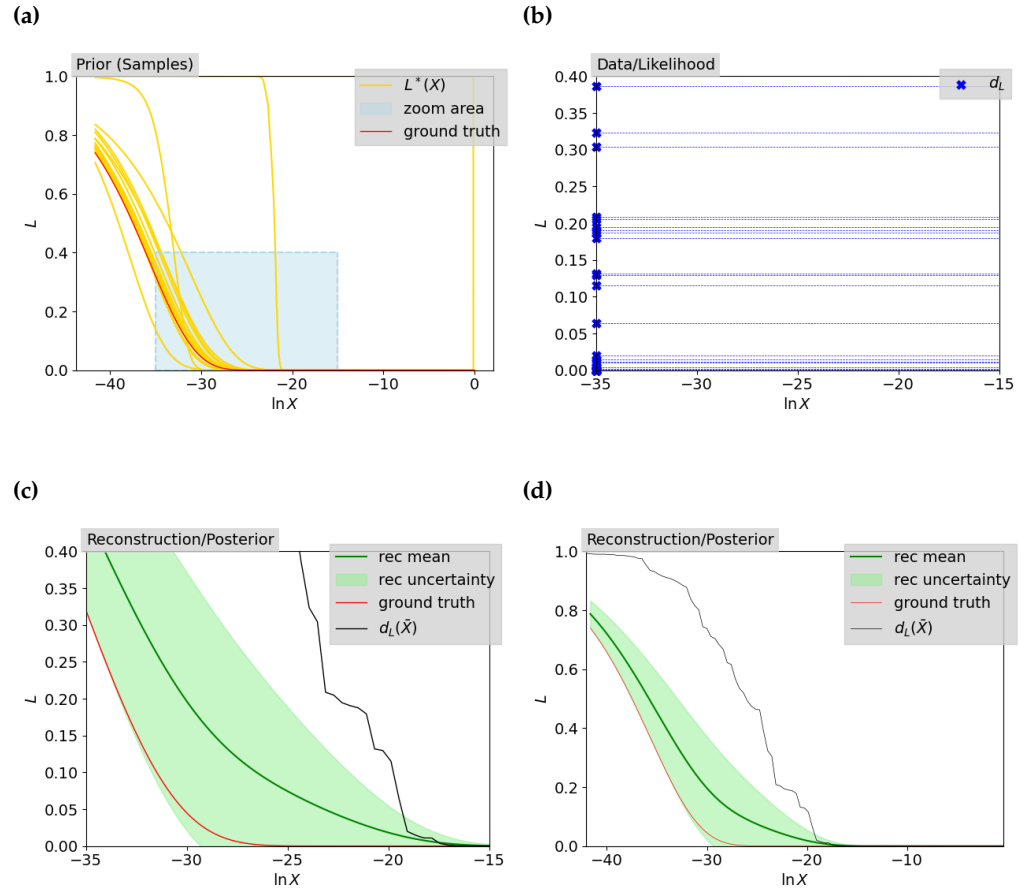 (a)
Prior (Samples)
1.0
0.8
0.6
0.4
0.2
0.0
L
−40
−30
−20
−10
0
ln X
L*(X)
zoom area
ground truth
(b)
Data/Likelihood
0.40
0.35
0.30
0.25
0.20
0.15
0.10
0.05
0.00
L
−35
−30
−25
−20
−15
ln X
d_L
(c)
Reconstruction/Posterior
0.40
0.35
0.30
0.25
0.20
0.15
0.10
0.05
0.00
L
−35
−30
−25
−20
−15
ln X
rec mean
rec uncertainty
ground truth
d_L(X̄)
(d)
Reconstruction/Posterior
1.0
0.8
0.6
0.4
0.2
0.0
L
−40
−30
−20
−10
ln X
rec mean
rec uncertainty
ground truth
d_L(X̄)